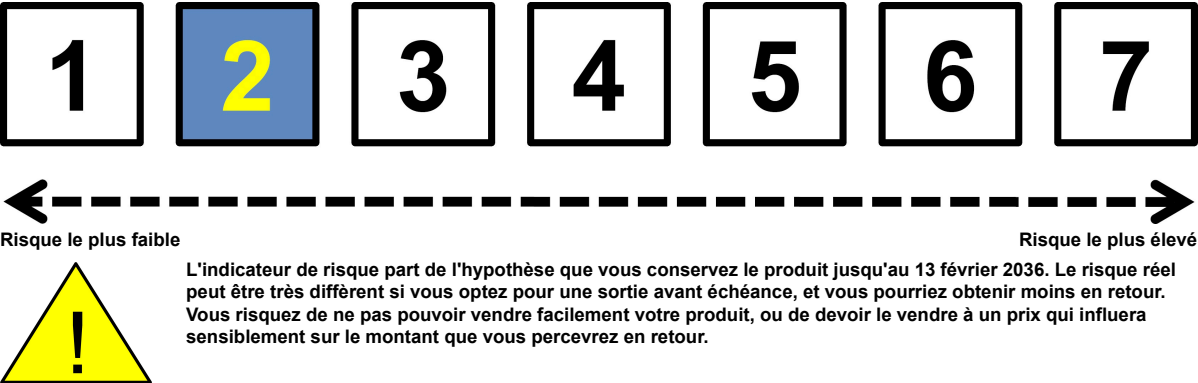 1 2 3 4 5 6 7
Risque le plus faible Risque le plus élevé
L'indicateur de risque part de l'hypothèse que vous conservez le produit jusqu'au 13 février 2036. Le risque réel
peut être très diffèrent si vous optez pour une sortie avant échéance, et vous pourriez obtenir moins en retour.
Vous risquez de ne pas pouvoir vendre facilement votre produit, ou de devoir le vendre à un prix qui influera
sensiblement sur le montant que vous percevrez en retour.
!